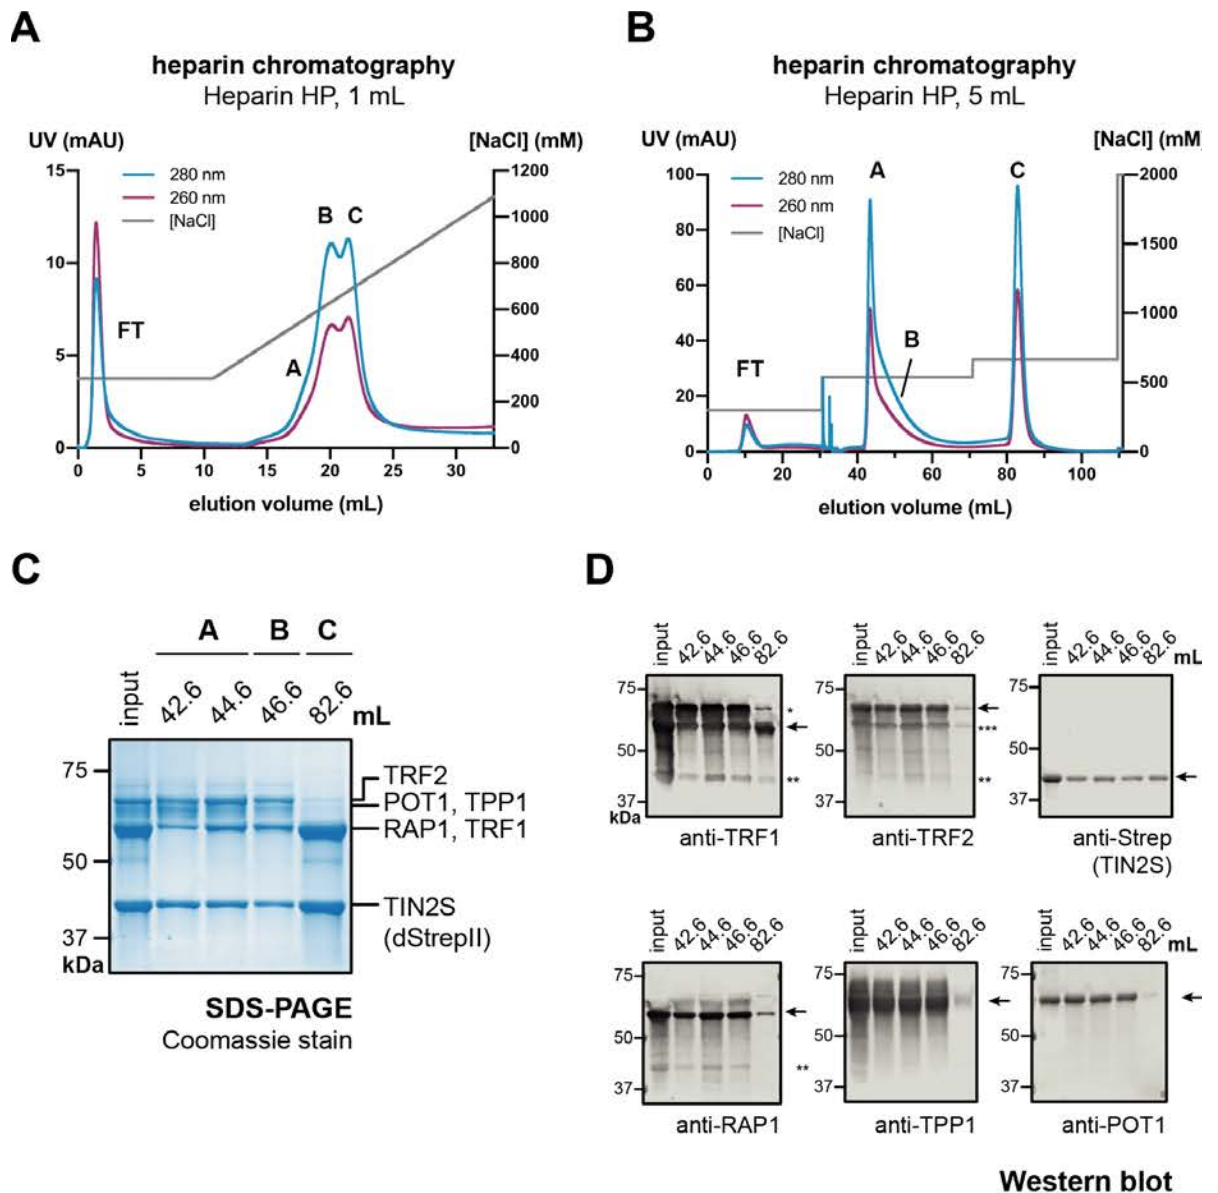 A
heparin chromatography
Heparin HP, 1 mL
UV (mAU)
[NaCl] (mM)
280 nm
260 nm
[NaCl]
15
10
5
0
1200
1000
800
600
400
200
0
FT
A
B
C
0
5
10
15
20
25
30
elution volume (mL)
B
heparin chromatography
Heparin HP, 5 mL
UV (mAU)
[NaCl] (mM)
280 nm
260 nm
[NaCl]
100
80
60
40
20
0
2000
1500
1000
500
0
FT
A
B
C
0
20
40
60
80
100
elution volume (mL)
C
A
B
C
input
42.6
44.6
46.6
82.6
mL
75
50
37
kDa
TRF2
POT1, TPP1
RAP1, TRF1
TIN2S
(dStrepII)
SDS-PAGE
Coomassie stain
D
input
42.6
44.6
46.6
82.6
75
50
37
kDa
*
**
anti-TRF1
input
42.6
44.6
46.6
82.6
75
50
37
***
**
anti-TRF2
input
42.6
44.6
46.6
82.6
mL
75
50
37
anti-Strep
(TIN2S)
input
42.6
44.6
46.6
82.6
75
50
37
**
anti-RAP1
input
42.6
44.6
46.6
82.6
75
50
37
anti-TPP1
input
42.6
44.6
46.6
82.6
mL
75
50
37
anti-POT1
Western blot